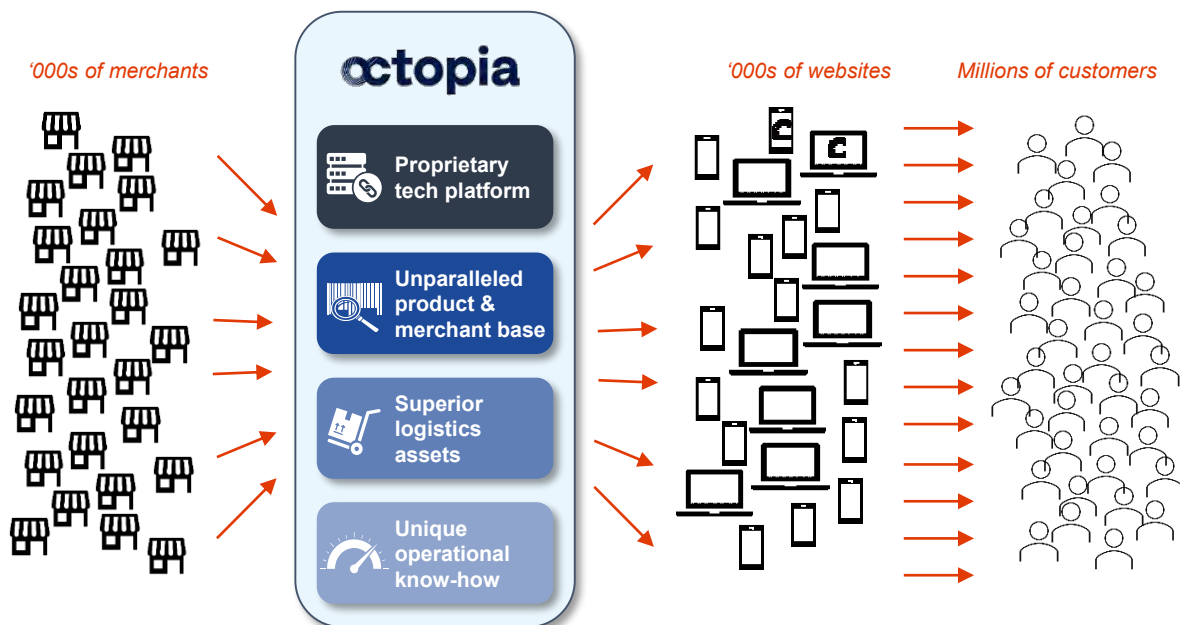 ‘000s of merchants
octopia
‘000s of websites
Millions of customers
Proprietary
tech platform
Unparalleled
product &
merchant base
Superior
logistics
assets
Unique
operational
know-how
C
C